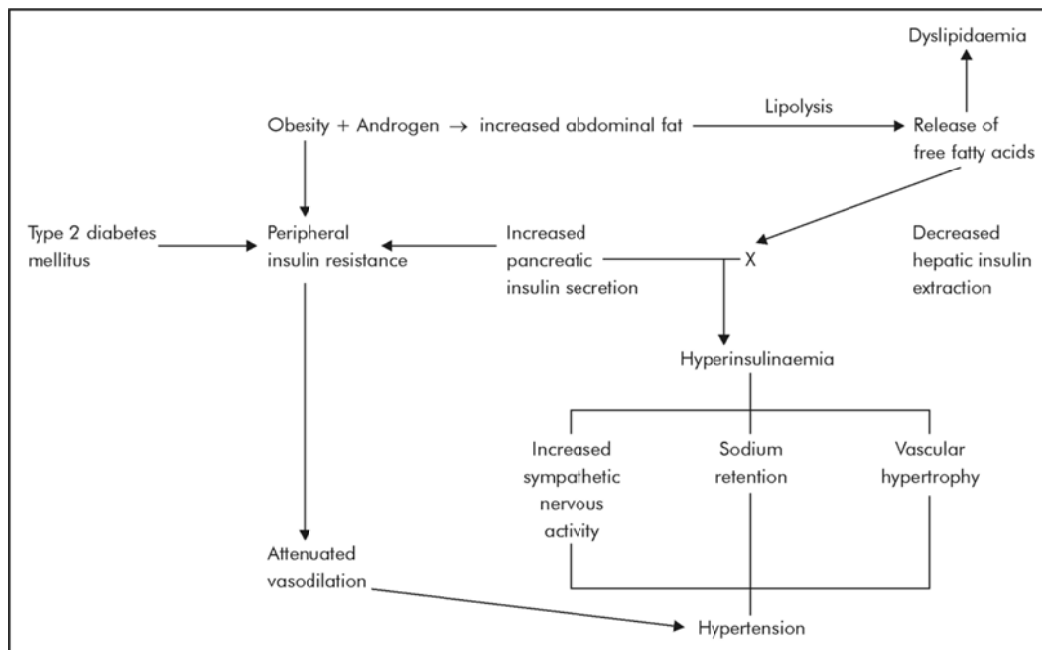 Dyslipidaemia
Lipolysis
Obesity + Androgen → increased abdominal fat
Release of
free fatty acids
Type 2 diabetes
mellitus
Peripheral
insulin resistance
Increased
pancreatic
insulin secretion
X
Decreased
hepatic insulin
extraction
Hyperinsulinaemia
Increased
sympathetic
nervous
activity
Sodium
retention
Vascular
hypertrophy
Attenuated
vasodilation
Hypertension